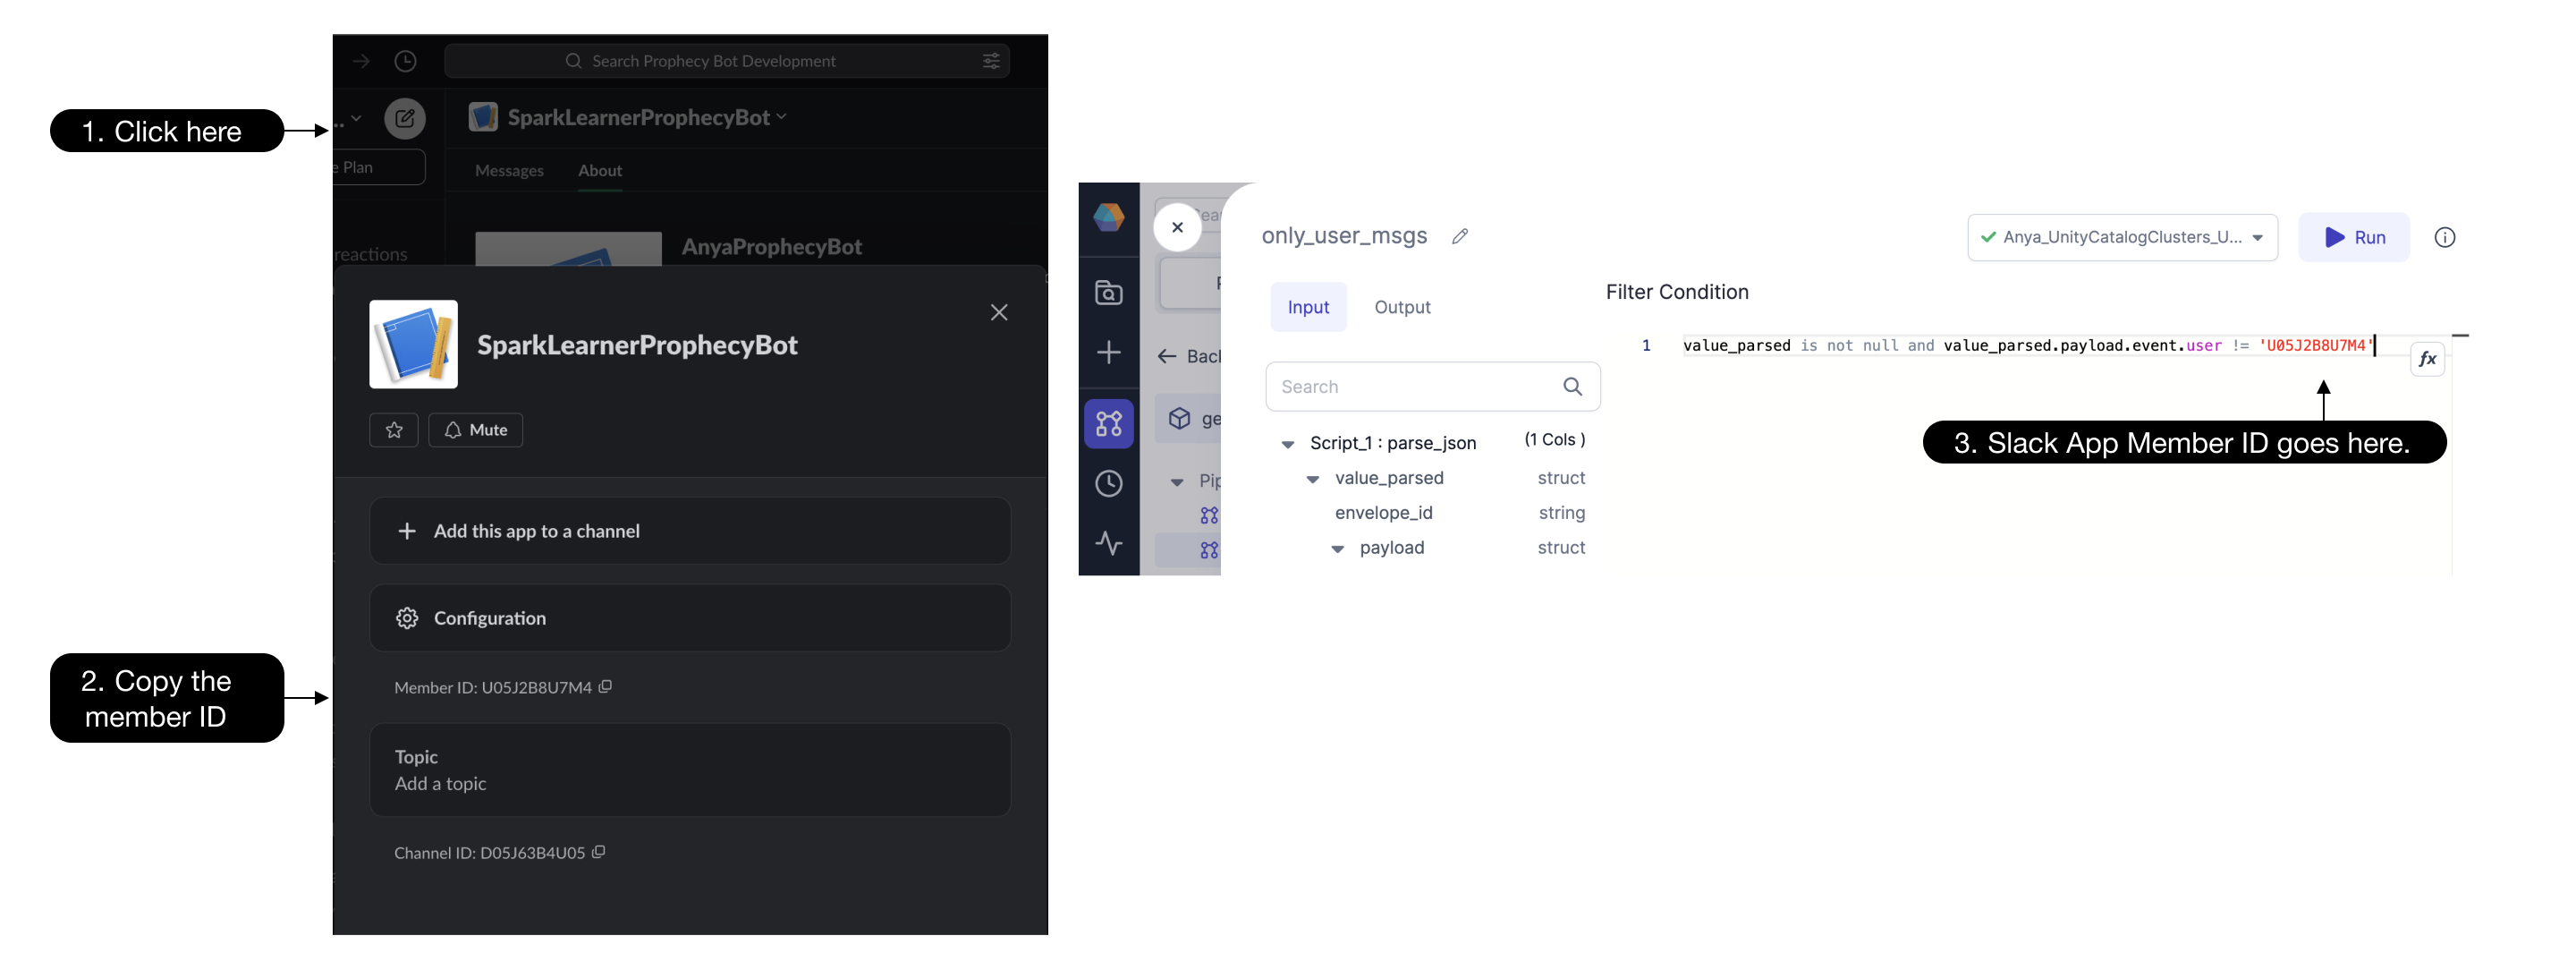 Search Prophecy Bot Development
1. Click here
SparkLearnerProphecyBot
e Plan
Messages
About
reactions
AnyaProphecyBot
SparkLearnerProphecyBot
Mute
Add this app to a channel
Configuration
2. Copy the
member ID
Member ID: U05J2B8U7M4
Topic
Add a topic
Channel ID: D05J63B4U05
only_user_msgs
Anya_UnityCatalogClusters_U...
Run
Input
Output
Filter Condition
1
value_parsed is not null and value_parsed.payload.event.user != 'U05J2B8U7M4'
fx
Search
3. Slack App Member ID goes here.
Script_1 : parse_json
(1 Cols )
value_parsed
struct
envelope_id
string
payload
struct
Bac
ge
Pip